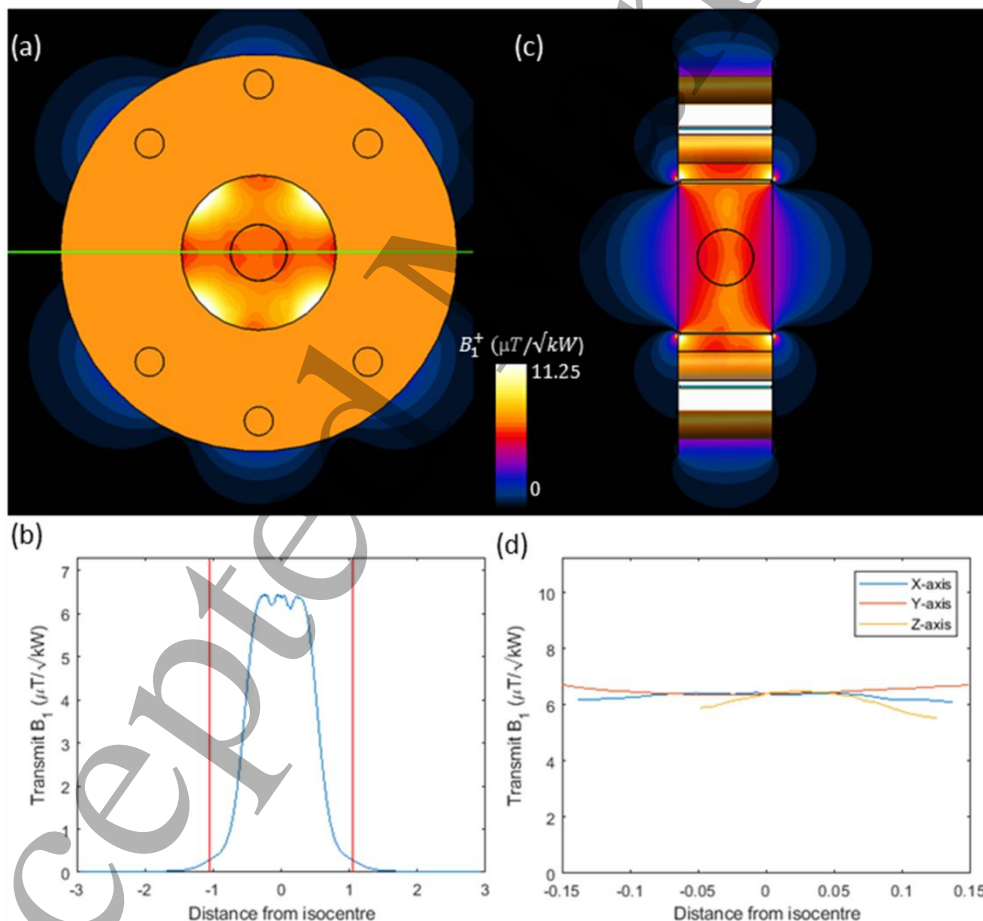 (a)
(c)
B₁⁺ (μT/√kW)
11.25
0
(b)
(d)
Transmit B₁ (μT/√kW)
7
6
5
4
3
2
1
0
-3
-2
-1
0
1
2
3
Distance from isocentre
Transmit B₁ (μT/√kW)
10
8
6
4
2
0
-0.15
-0.1
-0.05
0
0.05
0.1
0.15
Distance from isocentre
X-axis
Y-axis
Z-axis